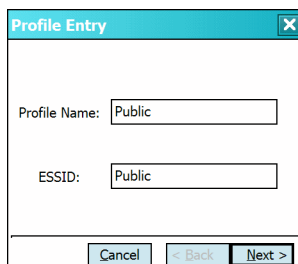 Profile Entry
Profile Name: Public
ESSID: Public
Cancel < Back Next >